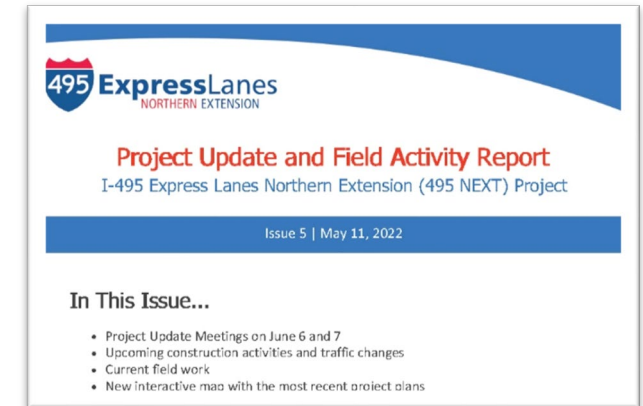 495 ExpressLanes
NORTHERN EXTENSION
Project Update and Field Activity Report
I-495 Express Lanes Northern Extension (495 NEXT) Project
Issue 5 | May 11, 2022
In This Issue...
• Project Update Meetings on June 6 and 7
• Upcoming construction activities and traffic changes
• Current field work
• New interactive map with the most recent project plans